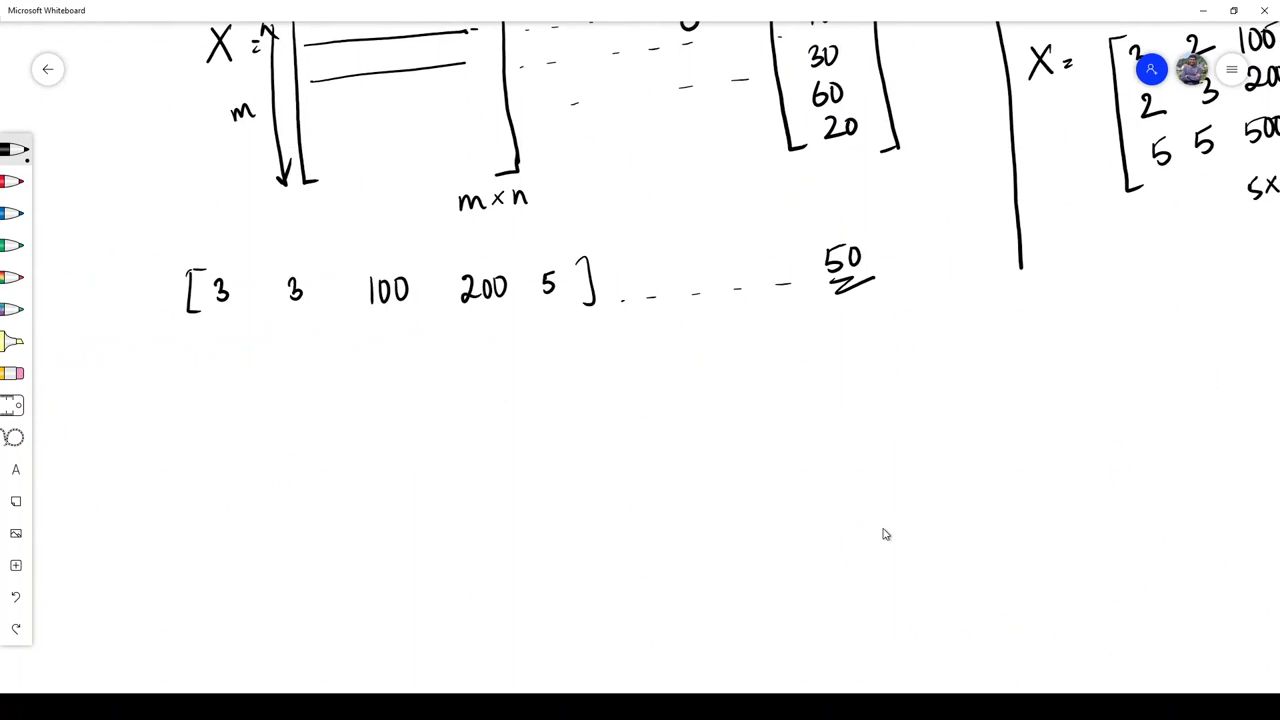 Microsoft Whiteboard
X =
m
m × n
30
60
20
X =
2 100
2 3 200
5 5 500
5×
[ 3 3 100 200 5 ] - - - - - 50
A